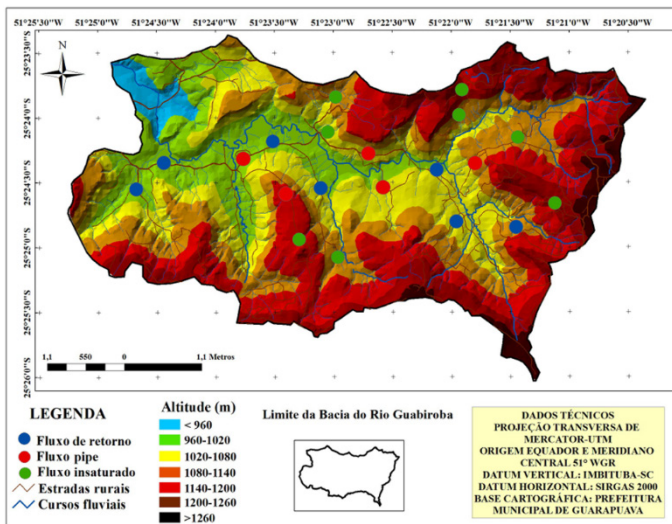 51°25'30"W 51°25'0"W 51°24'30"W 51°24'0"W 51°23'30"W 51°23'0"W 51°22'30"W 51°22'0"W 51°21'30"W 51°21'0"W 51°20'30"W
25°23'30"S
25°24'0"S
25°24'30"S
25°25'0"S
25°25'30"S
25°26'0"S
N
1,1 550 0 1,1 Metros
LEGENDA
Fluxo de retorno
Fluxo pipe
Fluxo insaturado
Estradas rurais
Cursos fluviais
Altitude (m)
< 960
960-1020
1020-1080
1080-1140
1140-1200
1200-1260
>1260
Limite da Bacia do Rio Guabiroba
DADOS TÉCNICOS
PROJEÇÃO TRANSVERSA DE
MERCATOR-UTM
ORIGEM EQUADOR E MERIDIANO
CENTRAL 51° WGR
DATUM VERTICAL: IMBITUBA-SC
DATUM HORIZONTAL: SIRGAS 2000
BASE CARTOGRÁFICA: PREFEITURA
MUNICIPAL DE GUARAPUAVA